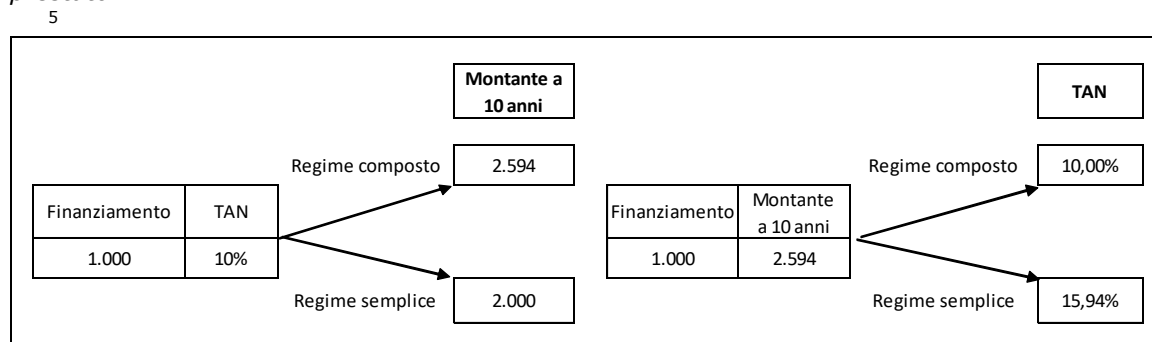 5
Montante a
10 anni
Regime composto
2.594
Finanziamento
TAN
1.000
10%
Regime semplice
2.000
TAN
Regime composto
10,00%
Finanziamento
Montante
a 10 anni
1.000
2.594
Regime semplice
15,94%